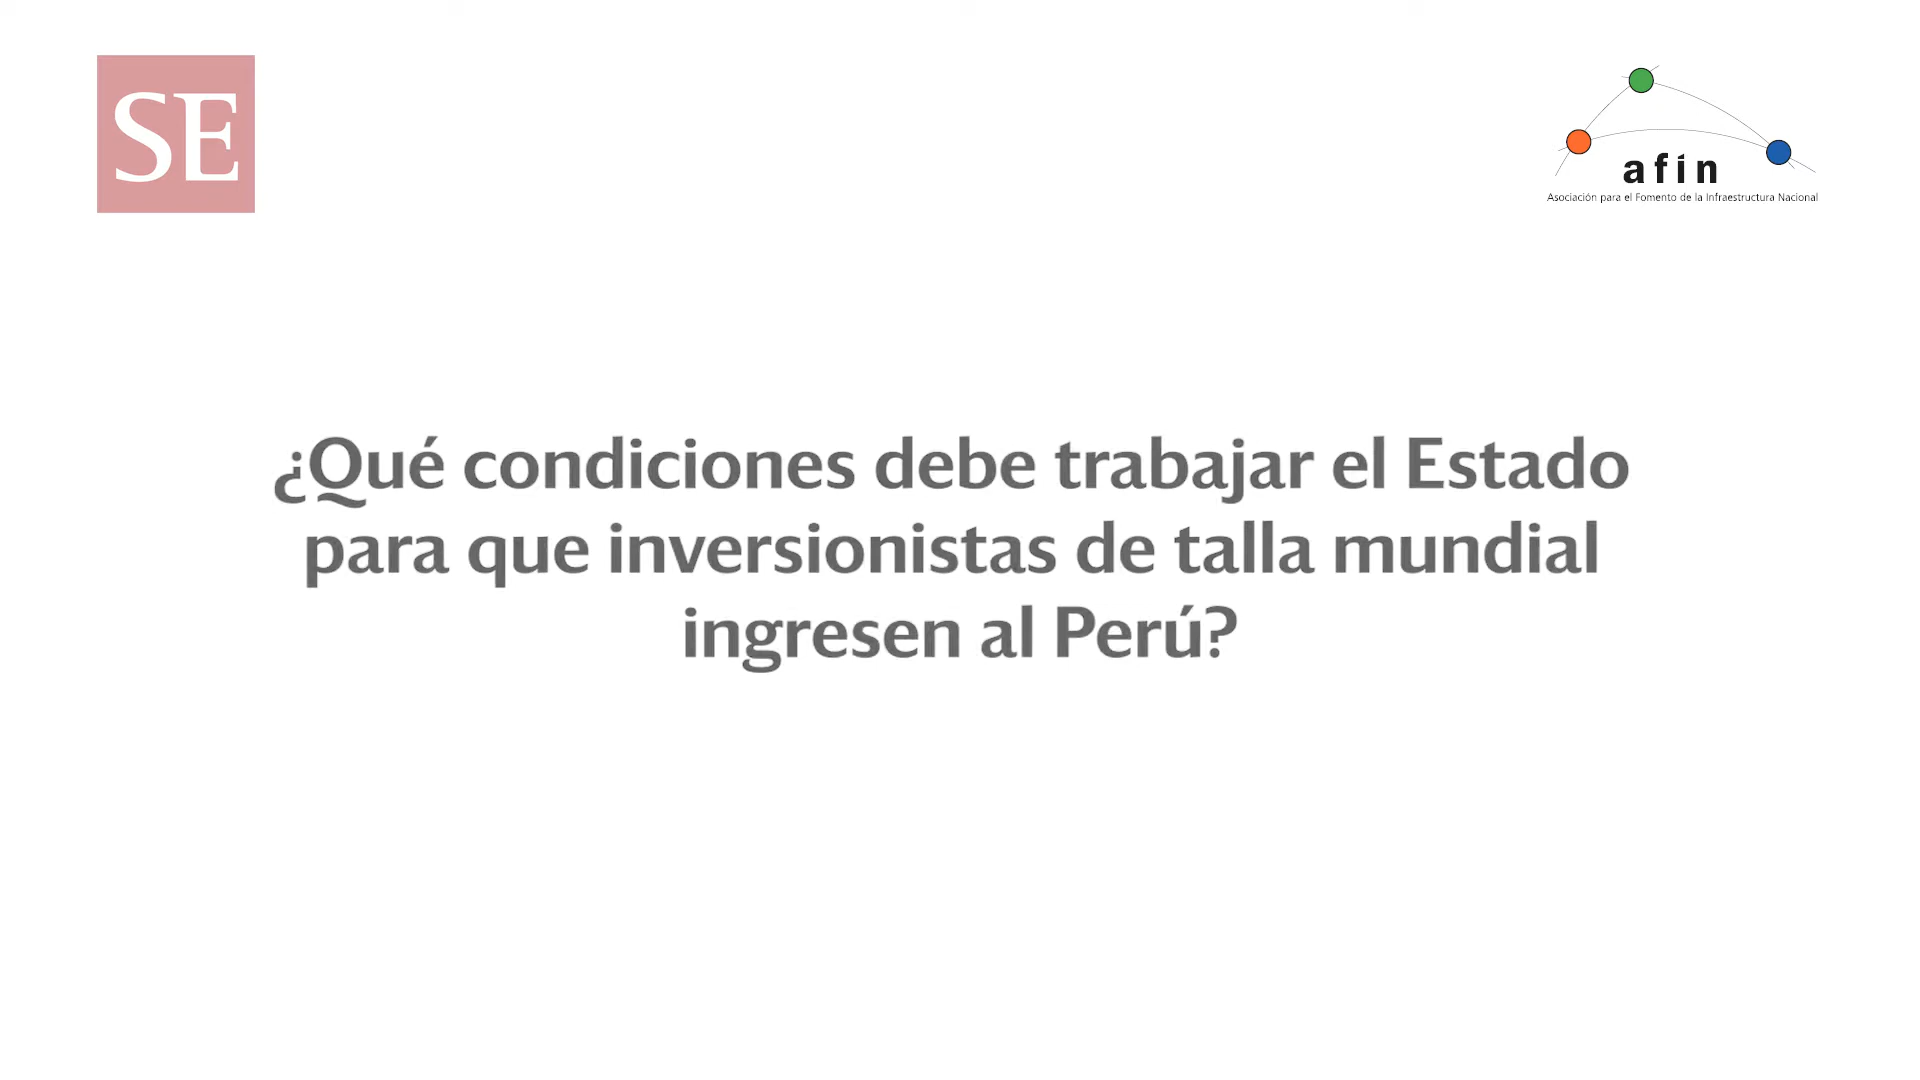 SE
afin
Asociación para el Fomento de la Infraestructura Nacional
¿Qué condiciones debe trabajar el Estado
para que inversionistas de talla mundial
ingresen al Perú?